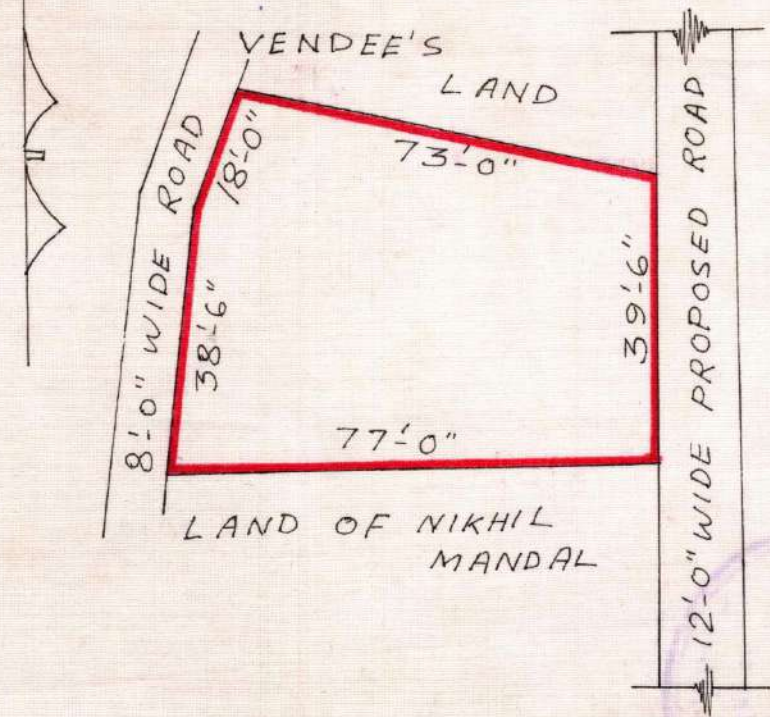 VENDEE'S
LAND
8'-0" WIDE ROAD
18'-0"
73'-0"
38'-6"
39'-6"
12'-0" WIDE PROPOSED ROAD
77'-0"
LAND OF NIKHIL
MANDAL